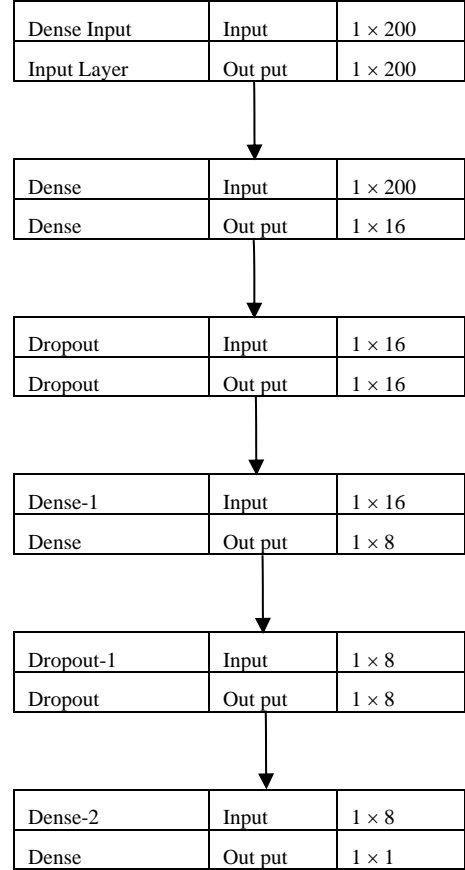 Dense Input Input 1 × 200
Input Layer Out put 1 × 200
Dense Input 1 × 200
Dense Out put 1 × 16
Dropout Input 1 × 16
Dropout Out put 1 × 16
Dense-1 Input 1 × 16
Dense Out put 1 × 8
Dropout-1 Input 1 × 8
Dropout Out put 1 × 8
Dense-2 Input 1 × 8
Dense Out put 1 × 1